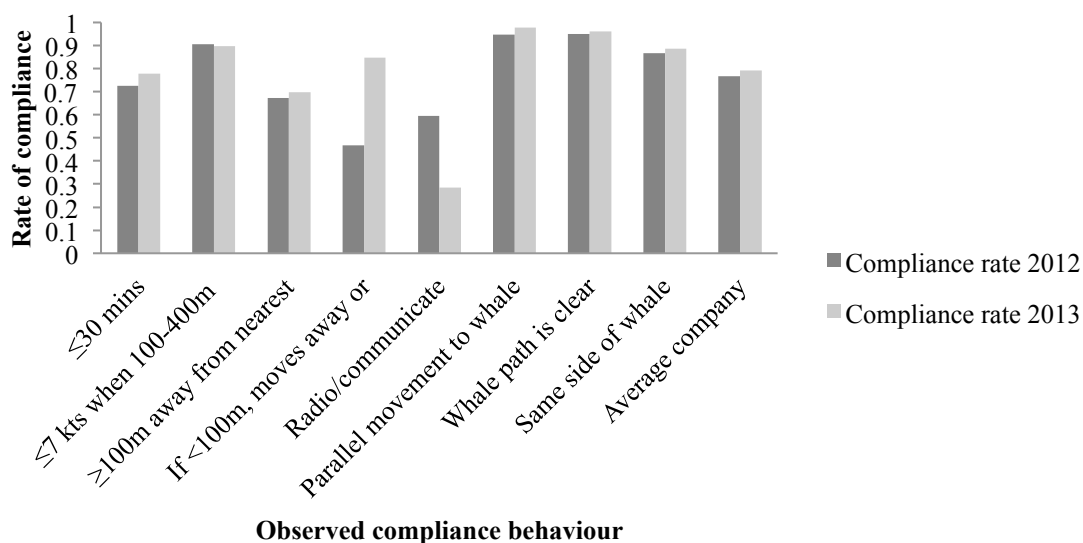 Rate of compliance
1
0.9
0.8
0.7
0.6
0.5
0.4
0.3
0.2
0.1
0
≤30 mins
≤7 kts when 100-400m
≥100m away from nearest
If <100m, moves away or
Radio/communicate
Parallel movement to whale
Whale path is clear
Same side of whale
Average company
Observed compliance behaviour
Compliance rate 2012
Compliance rate 2013